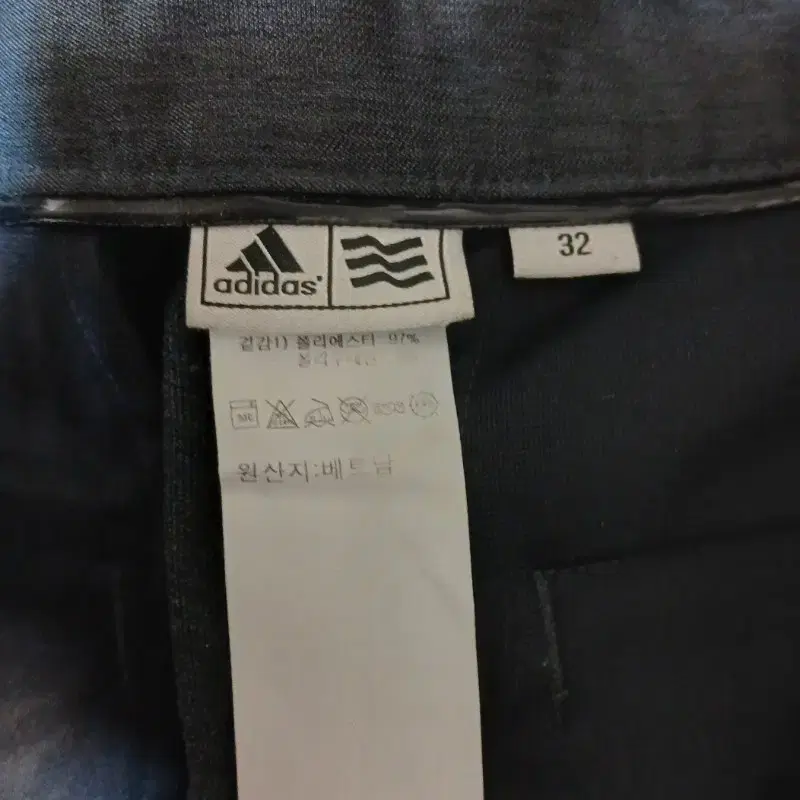 adidas
32
겉감1) 폴리에스터 97%
원산지:베트남